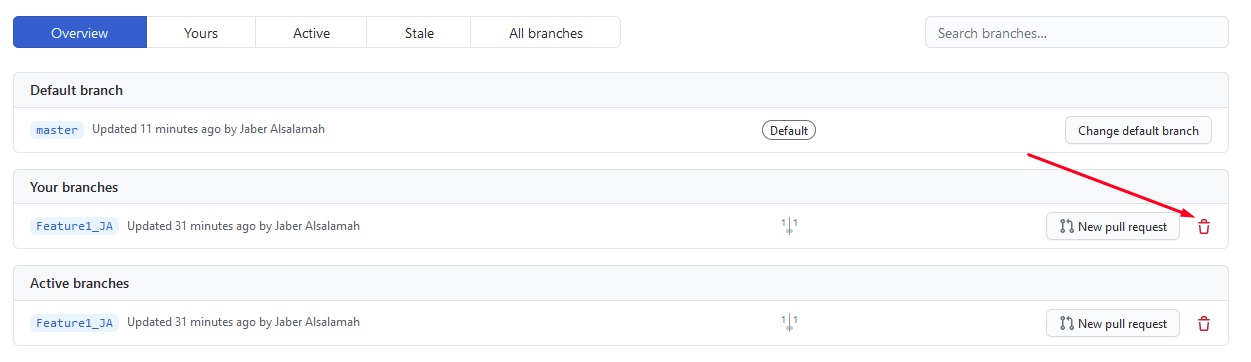 Overview Yours Active Stale All branches Search branches...
Default branch
master Updated 11 minutes ago by Jaber Alsalamah Default Change default branch
Your branches
Feature1_JA Updated 31 minutes ago by Jaber Alsalamah 1 1 New pull request
Active branches
Feature1_JA Updated 31 minutes ago by Jaber Alsalamah 1 1 New pull request